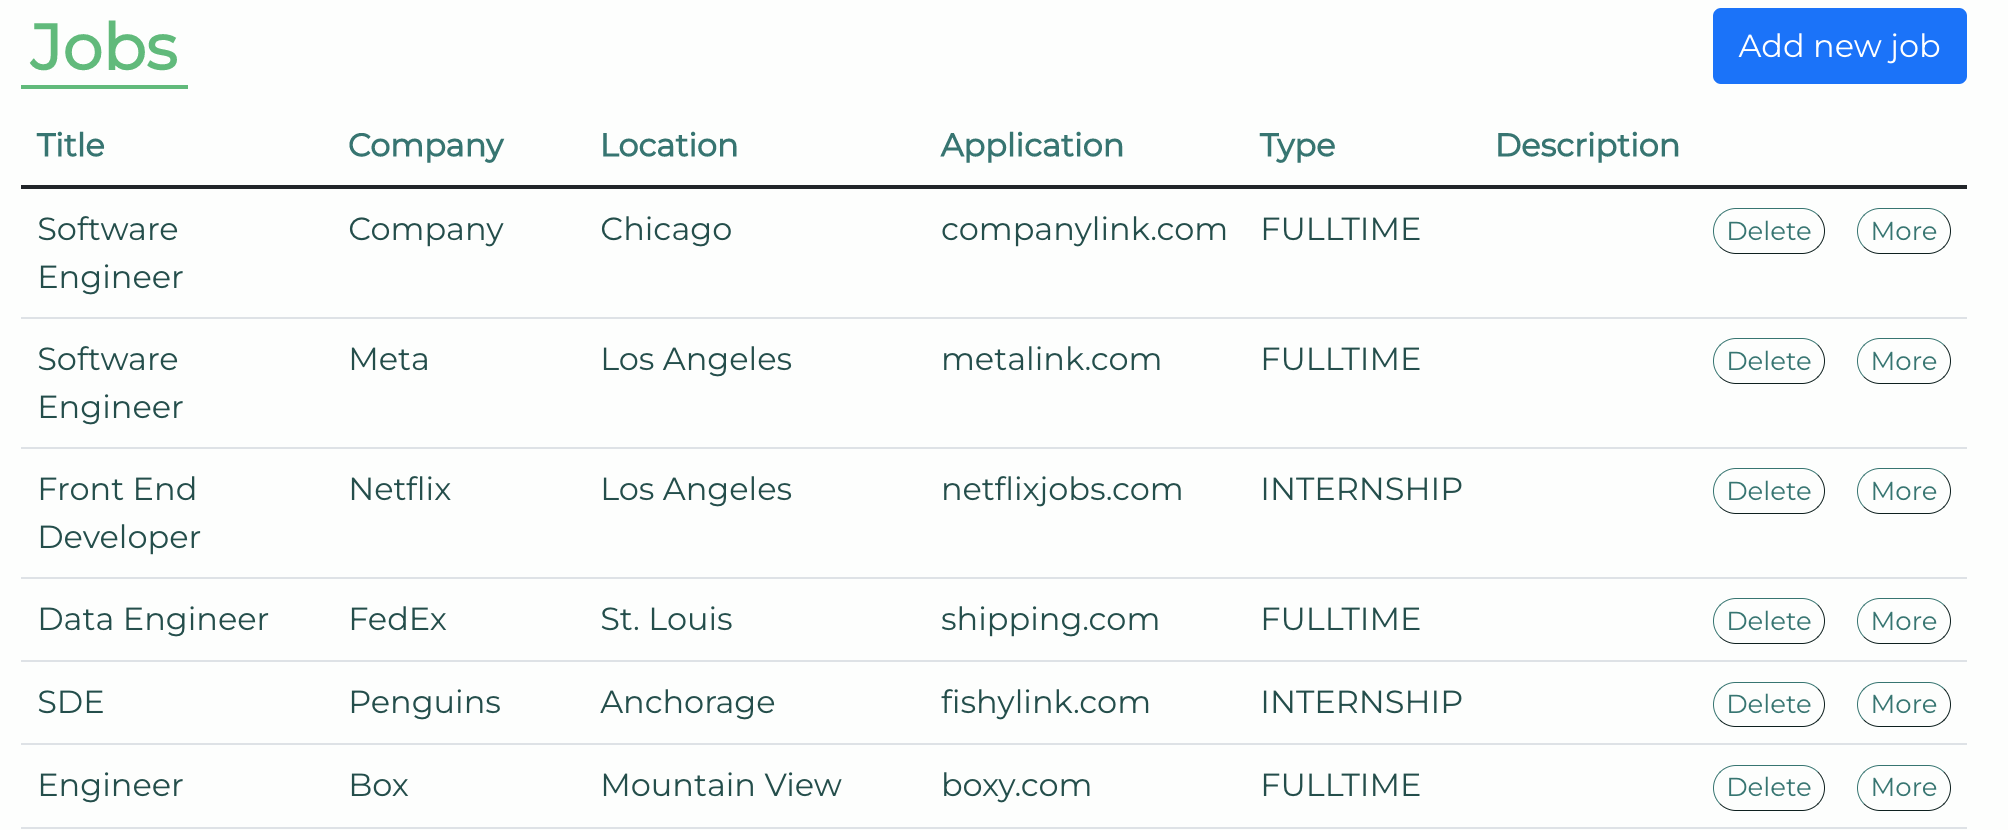 Jobs
Add new job
Title Company Location Application Type Description
Software Company Chicago companylink.com FULLTIME Delete More
Engineer
Software Meta Los Angeles metalink.com FULLTIME Delete More
Engineer
Front End Netflix Los Angeles netflixjobs.com INTERNSHIP Delete More
Developer
Data Engineer FedEx St. Louis shipping.com FULLTIME Delete More
SDE Penguins Anchorage fishylink.com INTERNSHIP Delete More
Engineer Box Mountain View boxy.com FULLTIME Delete More